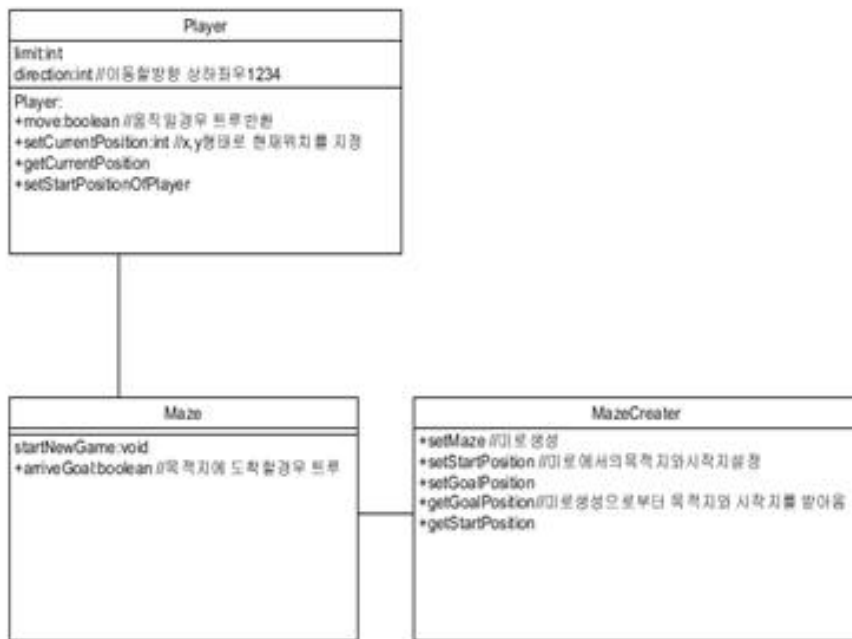 Player
limit:int
direction:int //이동할방향 상하좌우1234
Player:
+move:boolean //움직일경우 트루반환
+setCurrentPosition:int //x,y형태로 현재위치를 지정
+getCurrentPosition
+setStartPositionOfPlayer
Maze
startNewGame:void
+arriveGoal:boolean //목적지에 도착할경우 트루
MazeCreater
+setMaze //미로생성
+setStartPosition //미로에서의목적지와시작지설정
+setGoalPosition
+getGoalPosition//미로생성으로부터 목적지와 시작지를 받아옴
+getStartPosition